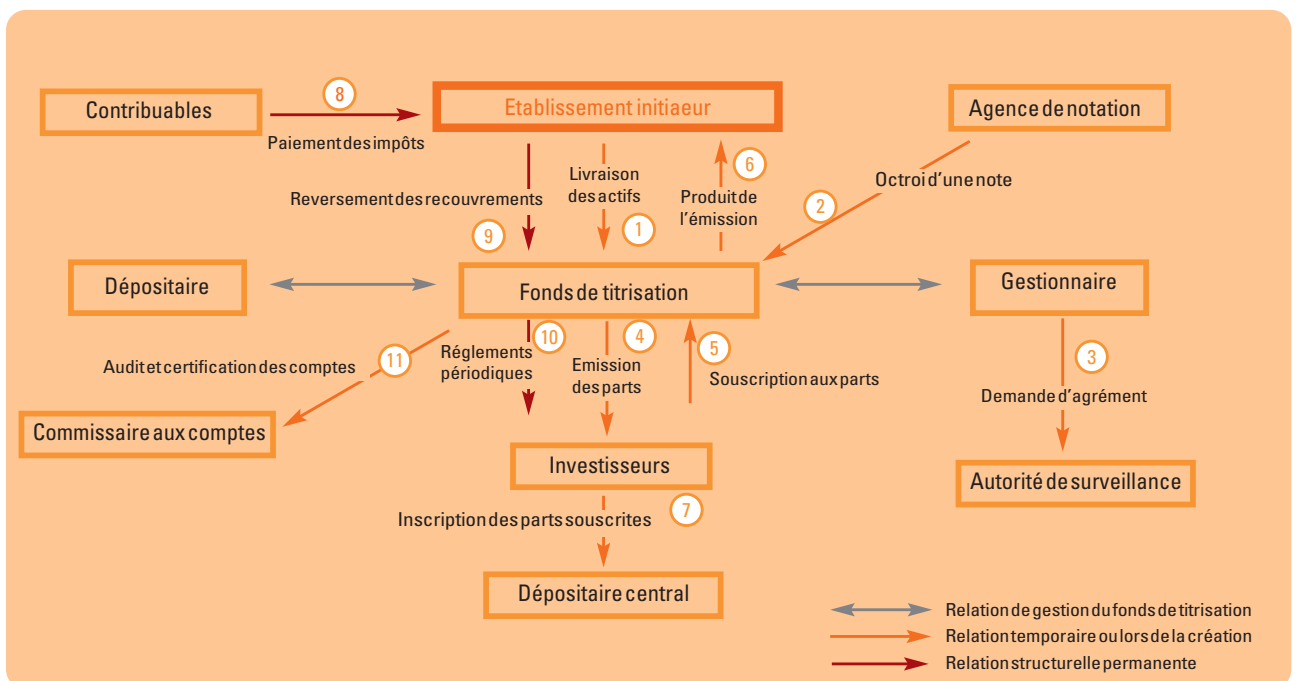 8
Contribuables
Etablissement initiaeur
Agence de notation
Paiement des impôts
6
Livraison
des actifs
Octroi d'une note
Reversement des recouvrements
Produit de
l'émission
2
1
9
Dépositaire
Fonds de titrisation
Gestionnaire
10
4
5
3
11
Réglements
périodiques
Audit et certification des comptes
Emission
des parts
Souscription aux parts
Demande d'agrément
Commissaire aux comptes
Investisseurs
Autorité de surveillance
7
Inscription des parts souscrites
Dépositaire central
Relation de gestion du fonds de titrisation
Relation temporaire ou lors de la création
Relation structurelle permanente